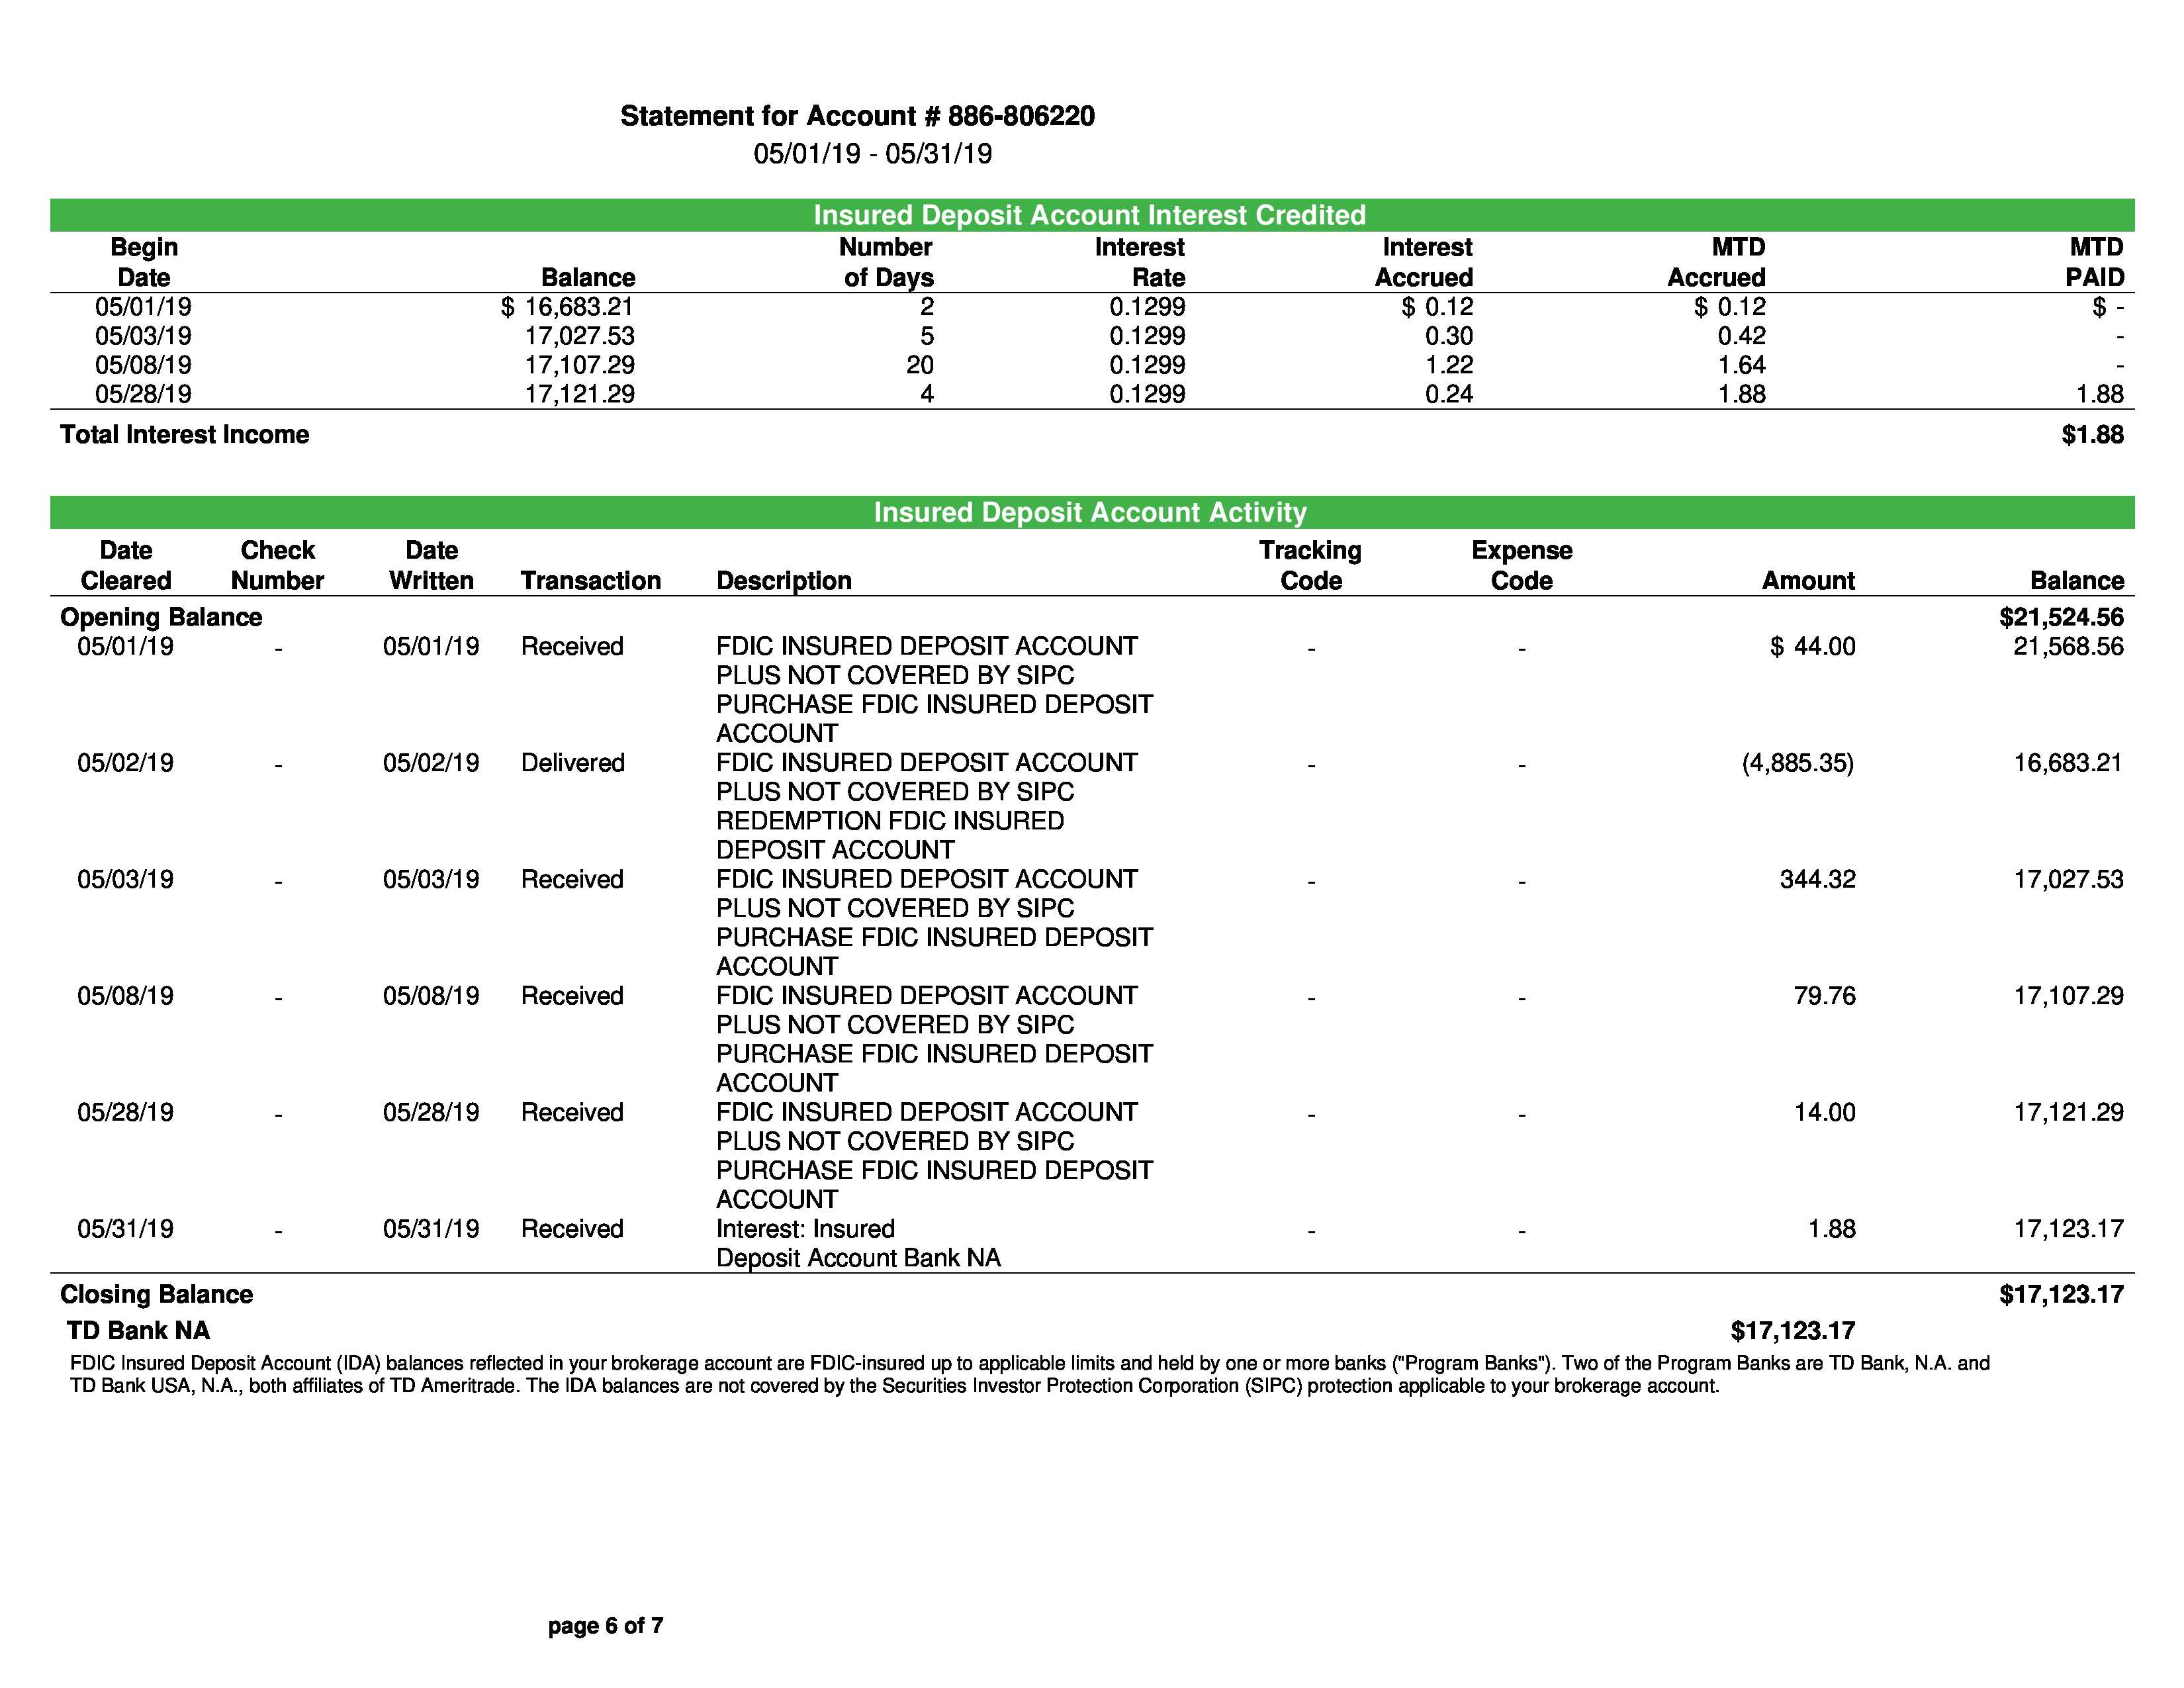 Statement for Account # 886-806220
05/01/19 - 05/31/19
Insured Deposit Account Interest Credited
Begin Number Interest Interest MTD MTD
Date Balance of Days Rate Accrued Accrued PAID
05/01/19 $ 16,683.21 2 0.1299 $ 0.12 $ 0.12 $ -
05/03/19 17,027.53 5 0.1299 0.30 0.42 -
05/08/19 17,107.29 20 0.1299 1.22 1.64 -
05/28/19 17,121.29 4 0.1299 0.24 1.88 1.88
Total Interest Income $1.88
Insured Deposit Account Activity
Date Check Date Tracking Expense
Cleared Number Written Transaction Description Code Code Amount Balance
Opening Balance $21,524.56
05/01/19 - 05/01/19 Received FDIC INSURED DEPOSIT ACCOUNT - - $ 44.00 21,568.56
PLUS NOT COVERED BY SIPC
PURCHASE FDIC INSURED DEPOSIT
ACCOUNT
05/02/19 - 05/02/19 Delivered FDIC INSURED DEPOSIT ACCOUNT - - (4,885.35) 16,683.21
PLUS NOT COVERED BY SIPC
REDEMPTION FDIC INSURED
DEPOSIT ACCOUNT
05/03/19 - 05/03/19 Received FDIC INSURED DEPOSIT ACCOUNT - - 344.32 17,027.53
PLUS NOT COVERED BY SIPC
PURCHASE FDIC INSURED DEPOSIT
ACCOUNT
05/08/19 - 05/08/19 Received FDIC INSURED DEPOSIT ACCOUNT - - 79.76 17,107.29
PLUS NOT COVERED BY SIPC
PURCHASE FDIC INSURED DEPOSIT
ACCOUNT
05/28/19 - 05/28/19 Received FDIC INSURED DEPOSIT ACCOUNT - - 14.00 17,121.29
PLUS NOT COVERED BY SIPC
PURCHASE FDIC INSURED DEPOSIT
ACCOUNT
05/31/19 - 05/31/19 Received Interest: Insured - - 1.88 17,123.17
Deposit Account Bank NA
Closing Balance $17,123.17
TD Bank NA $17,123.17
FDIC Insured Deposit Account (IDA) balances reflected in your brokerage account are FDIC-insured up to applicable limits and held by one or more banks ("Program Banks"). Two of the Program Banks are TD Bank, N.A. and
TD Bank USA, N.A., both affiliates of TD Ameritrade. The IDA balances are not covered by the Securities Investor Protection Corporation (SIPC) protection applicable to your brokerage account.
page 6 of 7